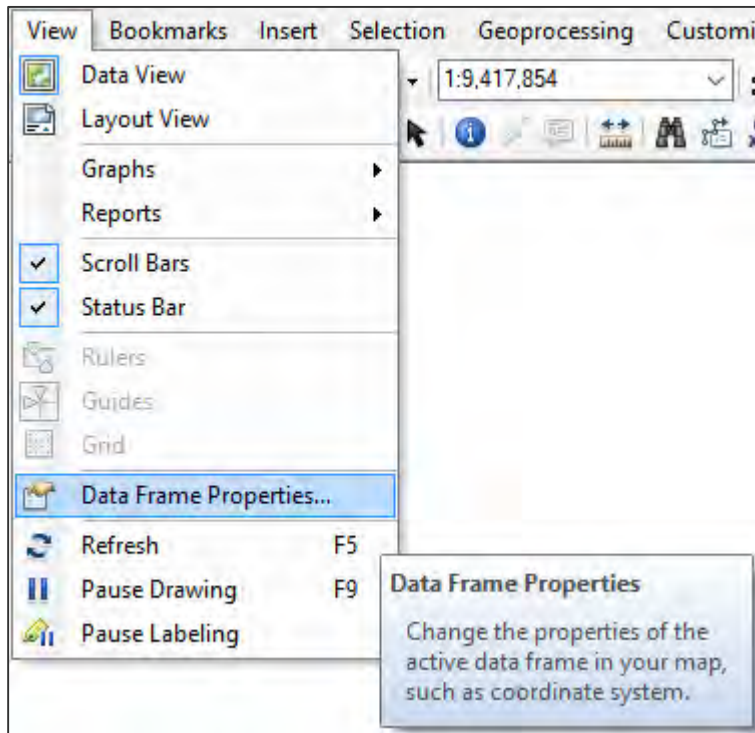 View Bookmarks Insert Selection Geoprocessing Customi
Data View
1:9,417,854
Layout View
Graphs
Reports
Scroll Bars
Status Bar
Rulers
Guides
Grid
Data Frame Properties...
Refresh F5
Pause Drawing F9
Pause Labeling
Data Frame Properties
Change the properties of the
active data frame in your map,
such as coordinate system.